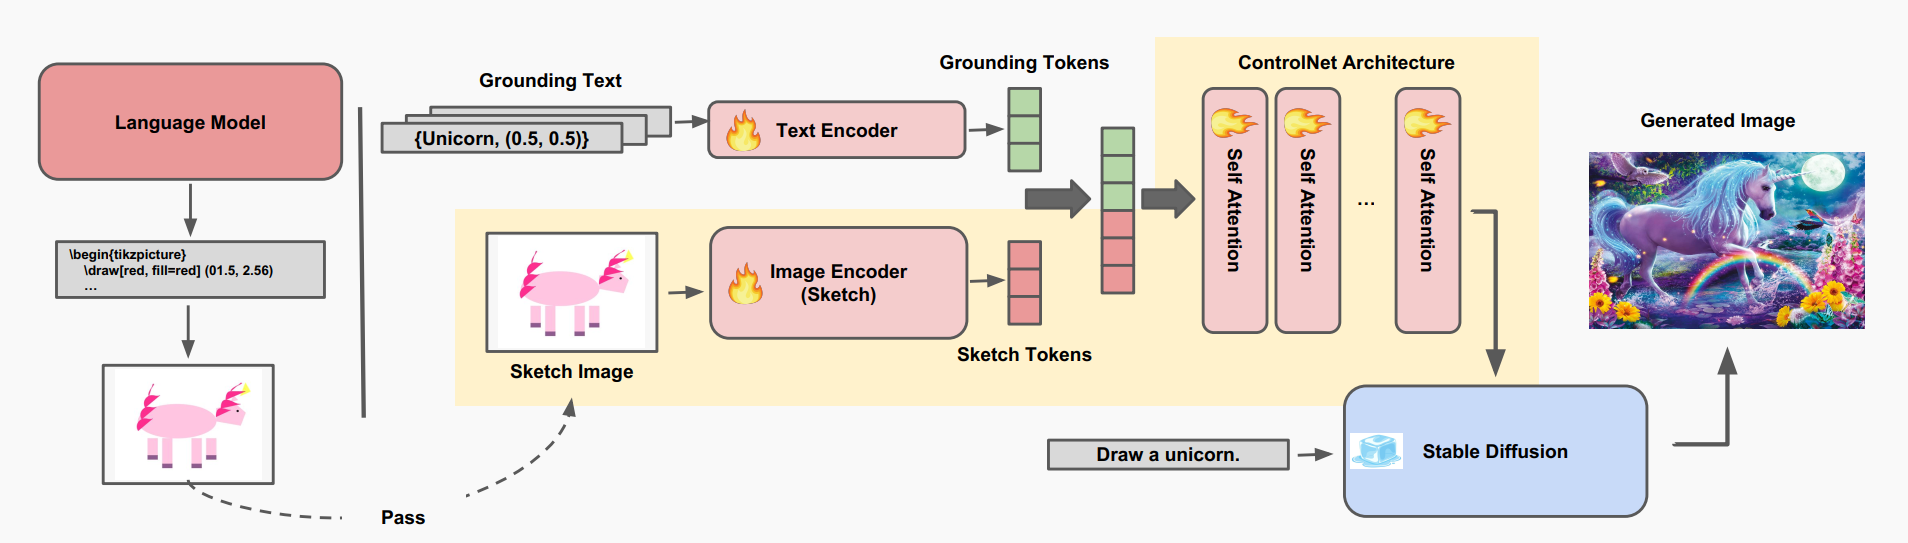 Language Model
\begin{tikzpicture}
\draw[red, fill=red] (01.5, 2.56)
...
Pass
Grounding Text
{Unicorn, (0.5, 0.5)}
Text Encoder
Grounding Tokens
Sketch Image
Image Encoder
(Sketch)
Sketch Tokens
ControlNet Architecture
Self Attention
Self Attention
...
Self Attention
Draw a unicorn.
Stable Diffusion
Generated Image